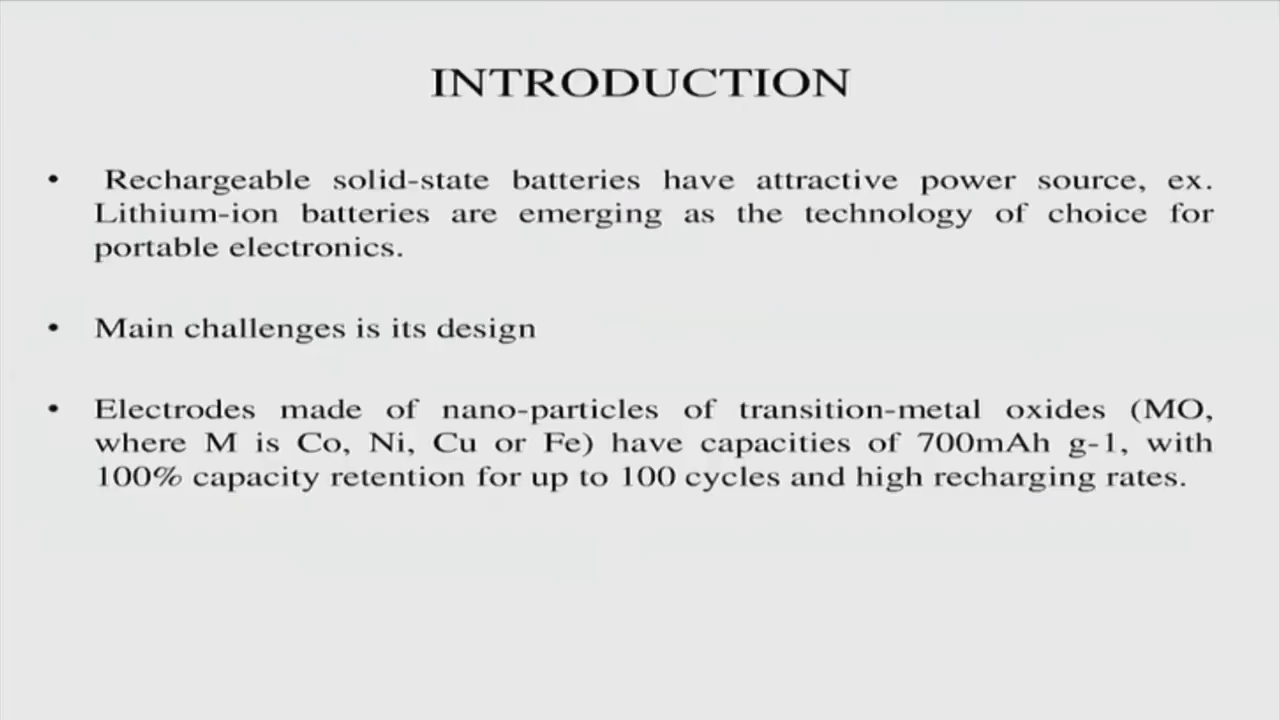 INTRODUCTION
• Rechargeable solid-state batteries have attractive power source, ex.
Lithium-ion batteries are emerging as the technology of choice for
portable electronics.
• Main challenges is its design
• Electrodes made of nano-particles of transition-metal oxides (MO,
where M is Co, Ni, Cu or Fe) have capacities of 700mAh g-1, with
100% capacity retention for up to 100 cycles and high recharging rates.